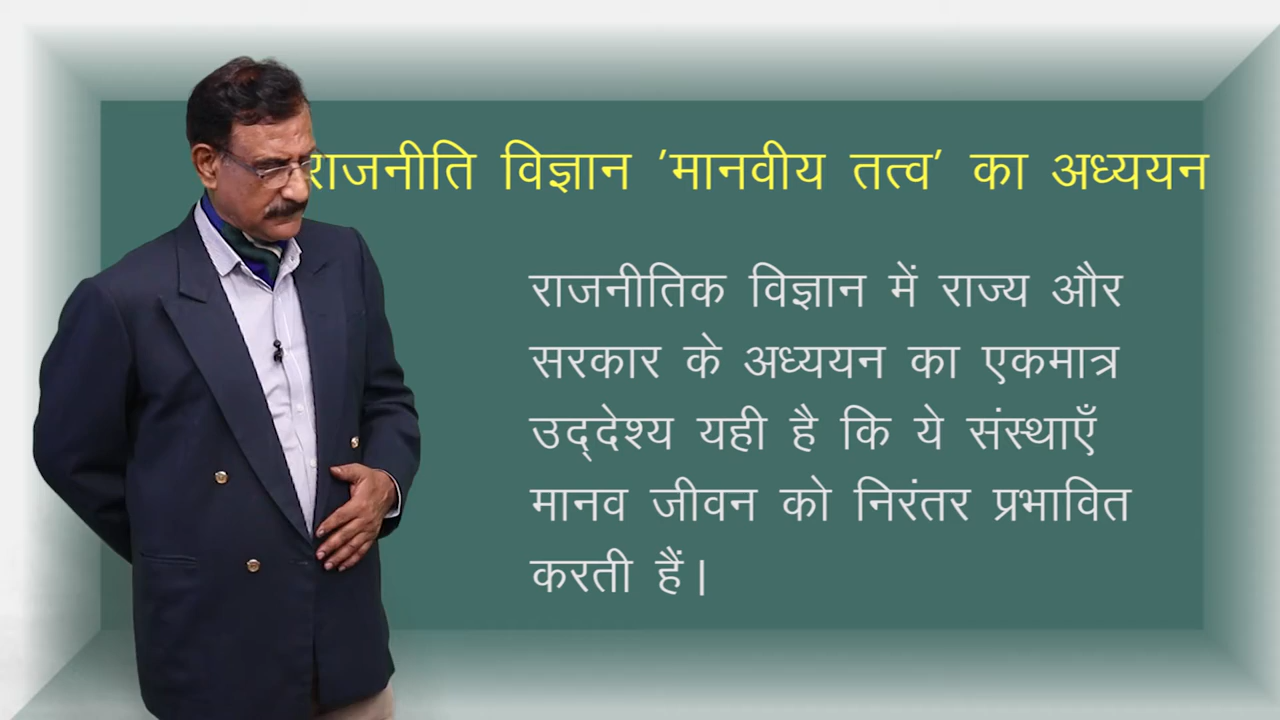 राजनीति विज्ञान 'मानवीय तत्व' का अध्ययन
राजनीतिक विज्ञान में राज्य और
सरकार के अध्ययन का एकमात्र
उद्‌देश्य यही है कि ये संस्थाएँ
मानव जीवन को निरंतर प्रभावित
करती हैं।